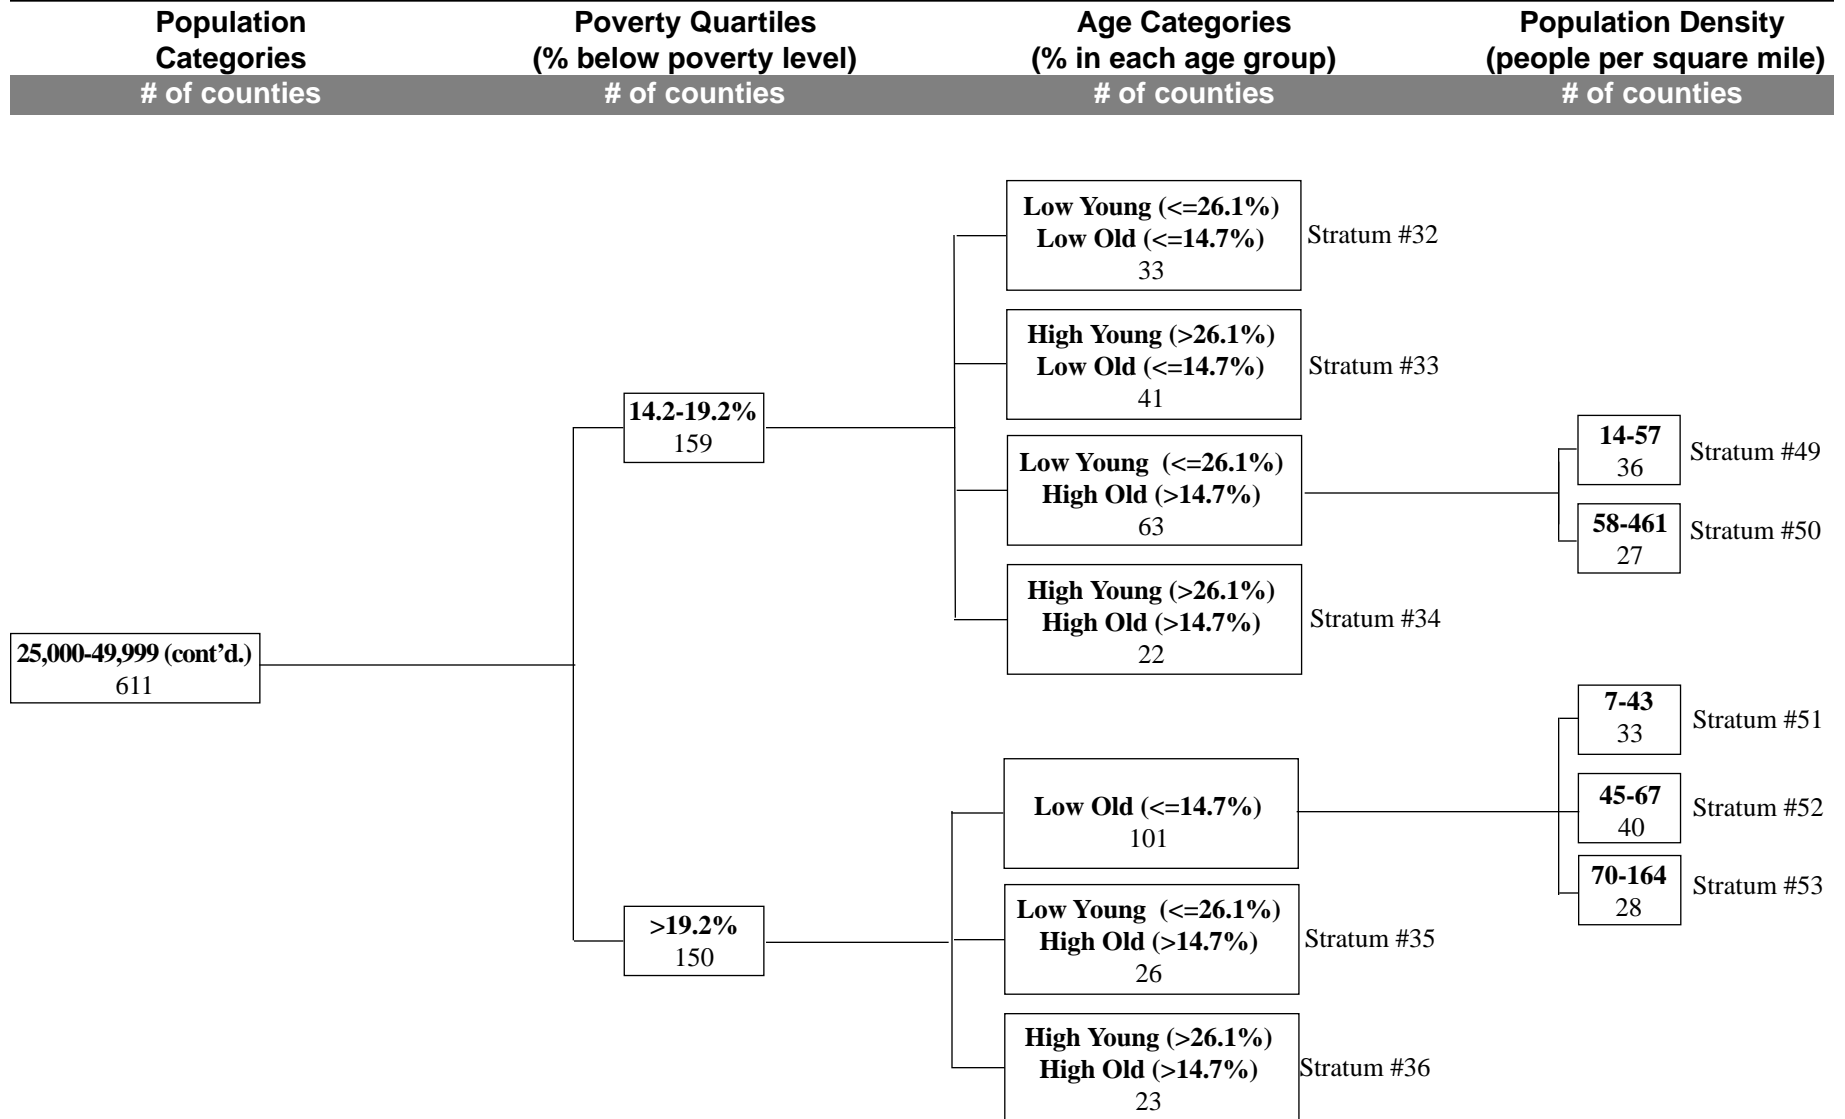 Population
Categories
Poverty Quartiles
(% below poverty level)
Age Categories
(% in each age group)
Population Density
(people per square mile)
# of counties
# of counties
# of counties
# of counties
25,000-49,999 (cont’d.)
611
14.2-19.2%
159
Low Young (<=26.1%)
Low Old (<=14.7%)
33
Stratum #32
High Young (>26.1%)
Low Old (<=14.7%)
41
Stratum #33
Low Young (<=26.1%)
High Old (>14.7%)
63
14-57
36
Stratum #49
58-461
27
Stratum #50
High Young (>26.1%)
High Old (>14.7%)
22
Stratum #34
>19.2%
150
Low Old (<=14.7%)
101
7-43
33
Stratum #51
45-67
40
Stratum #52
70-164
28
Stratum #53
Low Young (<=26.1%)
High Old (>14.7%)
26
Stratum #35
High Young (>26.1%)
High Old (>14.7%)
23
Stratum #36